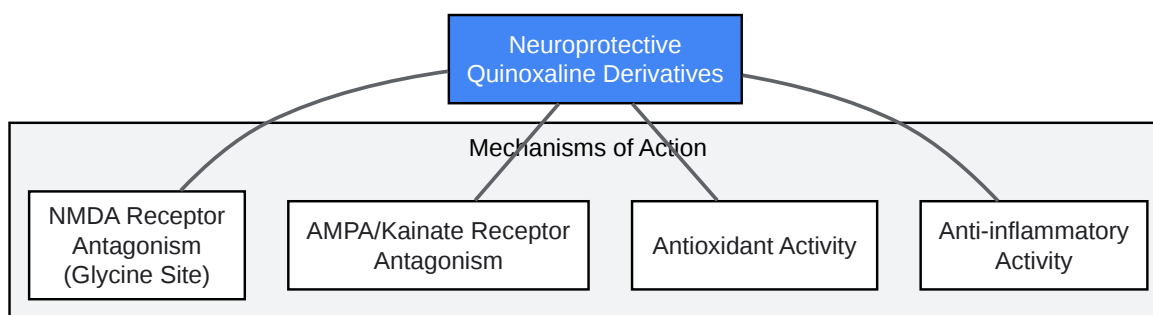 Neuroprotective
Quinoxaline Derivatives
Mechanisms of Action
NMDA Receptor
Antagonism
(Glycine Site)
AMPA/Kainate Receptor
Antagonism
Antioxidant Activity
Anti-inflammatory
Activity